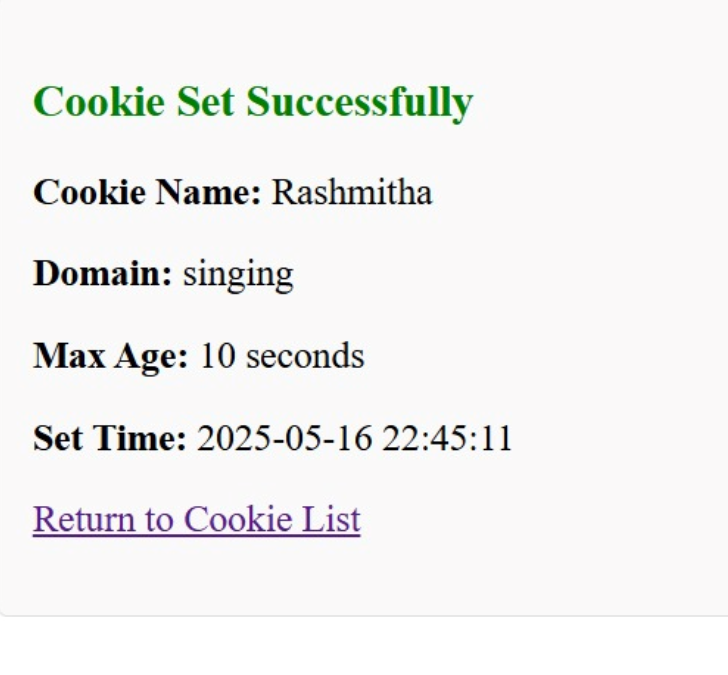 Cookie Set Successfully
Cookie Name: Rashmitha
Domain: singing
Max Age: 10 seconds
Set Time: 2025-05-16 22:45:11
Return to Cookie List